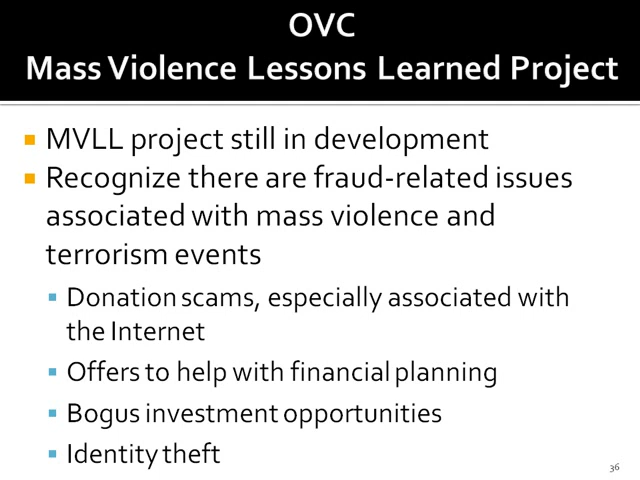 OVC
Mass Violence Lessons Learned Project
MVLL project still in development
Recognize there are fraud-related issues
associated with mass violence and
terrorism events
Donation scams, especially associated with
the Internet
Offers to help with financial planning
Bogus investment opportunities
Identity theft
36